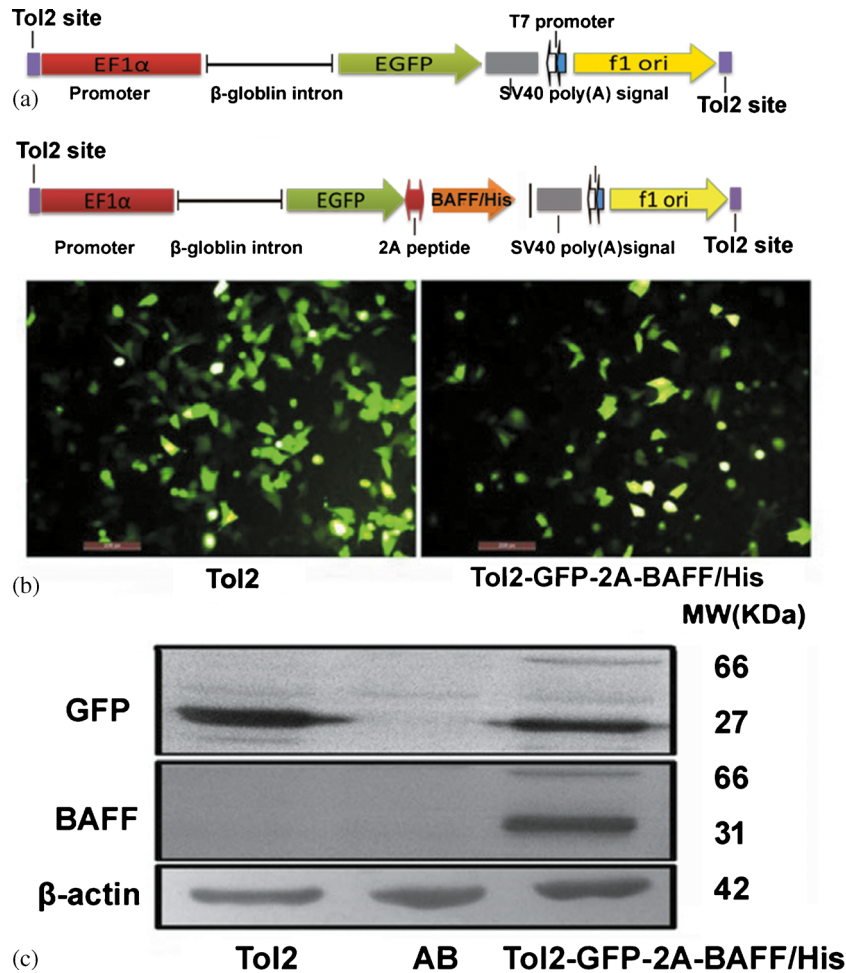 Tol2 site
T7 promoter
EF1α
EGFP
f1 ori
(a)
Promoter
β-globlin intron
SV40 poly(A) signal
Tol2 site
Tol2 site
EF1α
EGFP
BAFF/His
f1 ori
Promoter
β-globlin intron
2A peptide
SV40 poly(A)signal
Tol2 site
(b)
Tol2
Tol2-GFP-2A-BAFF/His
MW(KDa)
GFP
66
27
BAFF
66
31
β-actin
42
(c)
Tol2
AB
Tol2-GFP-2A-BAFF/His